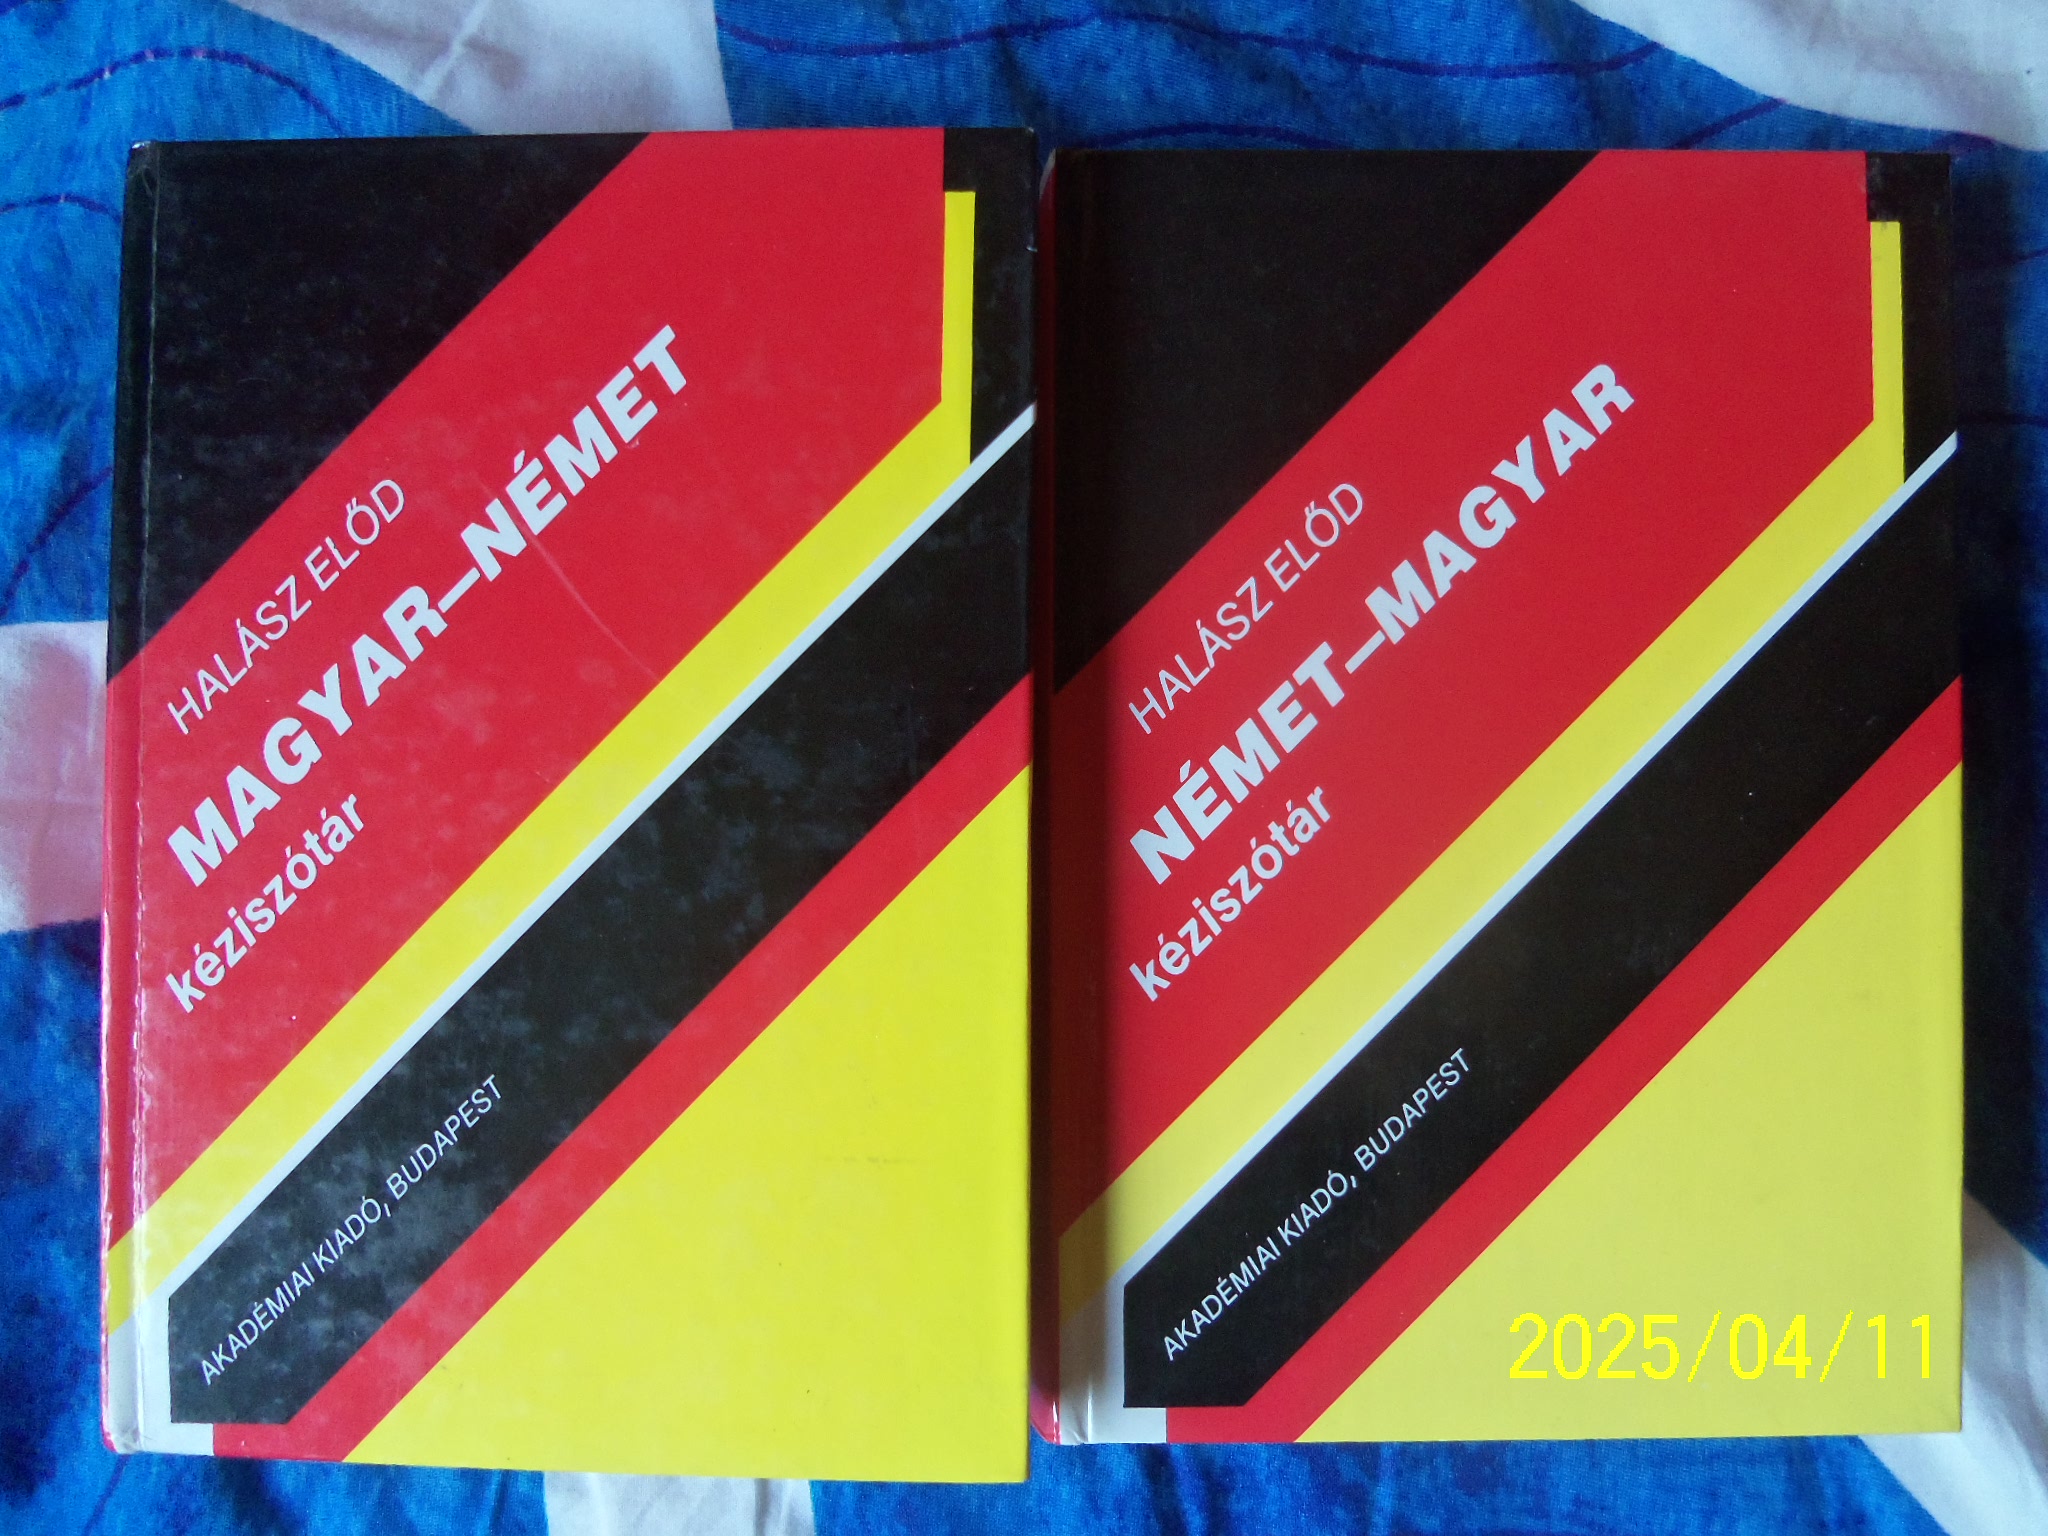 HALÁSZ ELŐD
MAGYAR–NÉMET
kéziszótár
AKADÉMIAI KIADÓ, BUDAPEST
HALÁSZ ELŐD
NÉMET–MAGYAR
kéziszótár
AKADÉMIAI KIADÓ, BUDAPEST
2025/04/11